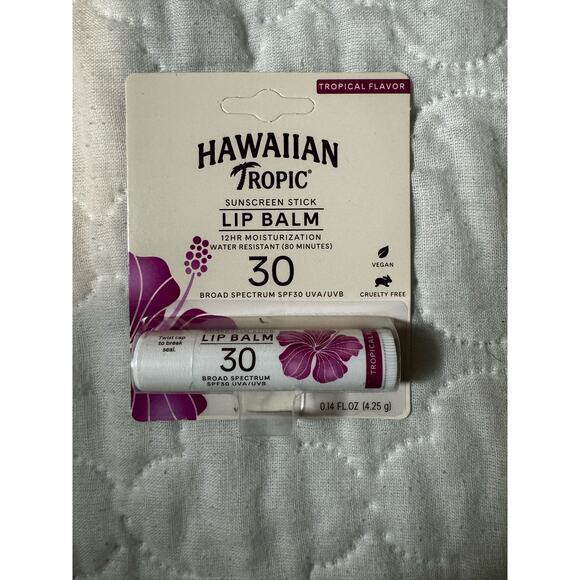 TROPICAL FLAVOR
HAWAIIAN
TROPIC®
SUNSCREEN STICK
LIP BALM
12HR MOISTURIZATION
WATER RESISTANT (80 MINUTES)
30
BROAD SPECTRUM SPF30 UVA/UVB
VEGAN
CRUELTY FREE
Twist cap
to break
seal.
LIP BALM
30
BROAD SPECTRUM
SPF30 UVA/UVB
TROPICAL
0.14 FL.OZ (4.25 g)